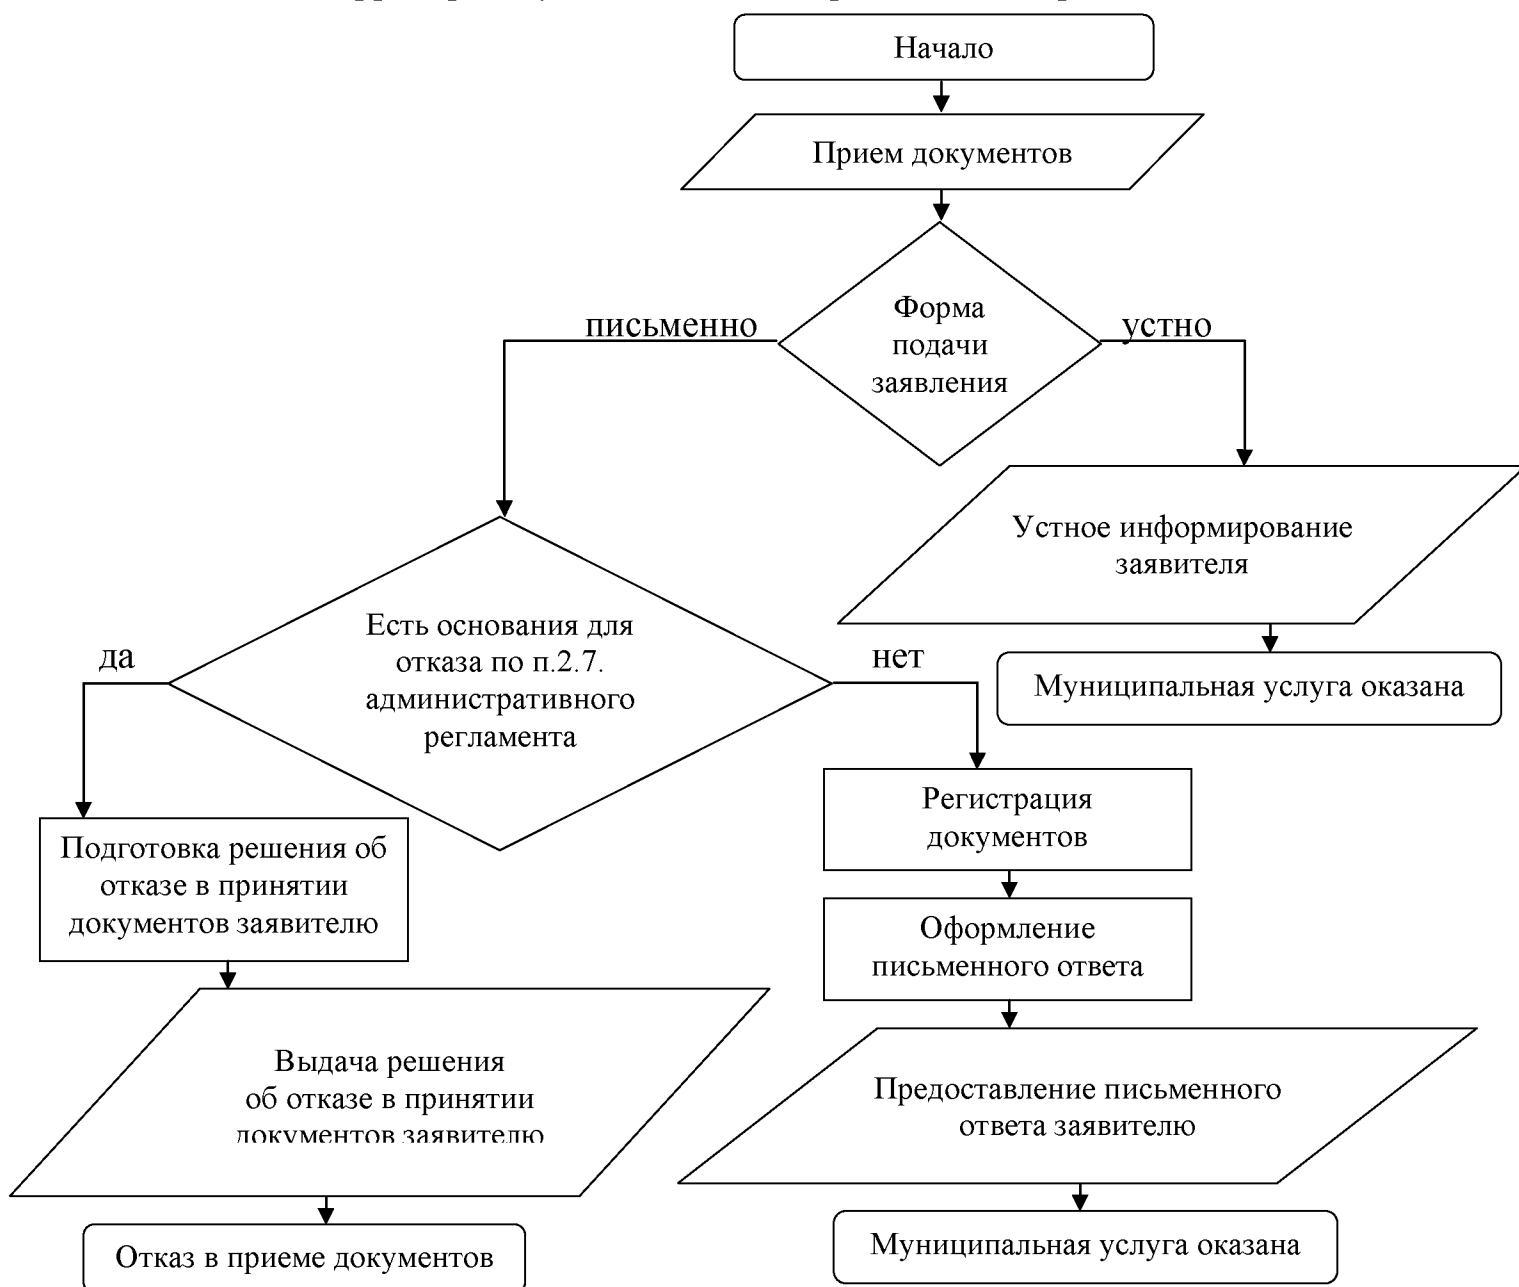 Начало
Прием документов
Форма
подачи
заявления
письменно
устно
Устное информирование
заявителя
Муниципальная услуга оказана
Есть основания для
отказа по п.2.7.
административного
регламента
да
нет
Регистрация
документов
Оформление
письменного ответа
Предоставление письменного
ответа заявителю
Муниципальная услуга оказана
Подготовка решения об
отказе в принятии
документов заявителю
Выдача решения
об отказе в принятии
документов заявителю
Отказ в приеме документов